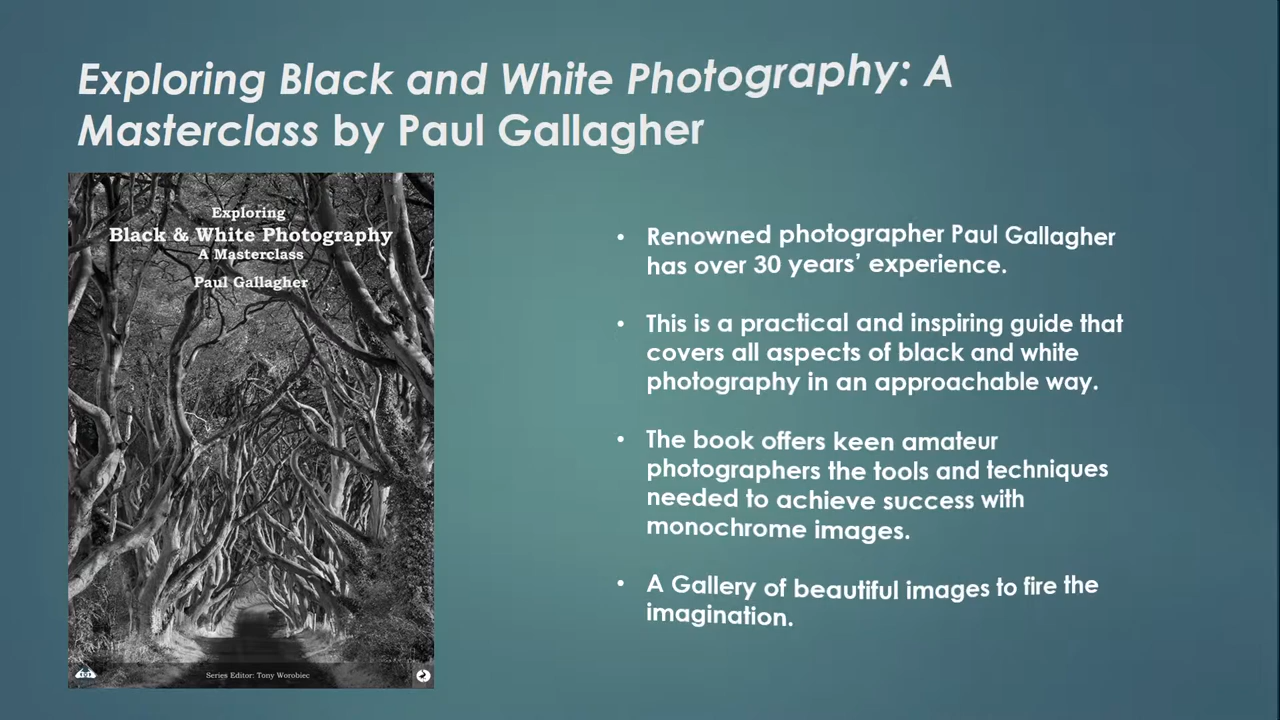 Exploring Black and White Photography: A
Masterclass by Paul Gallagher
Exploring
Black & White Photography
A Masterclass
Paul Gallagher
Series Editor: Tony Worobiec
• Renowned photographer Paul Gallagher
has over 30 years’ experience.
• This is a practical and inspiring guide that
covers all aspects of black and white
photography in an approachable way.
• The book offers keen amateur
photographers the tools and techniques
needed to achieve success with
monochrome images.
• A Gallery of beautiful images to fire the
imagination.